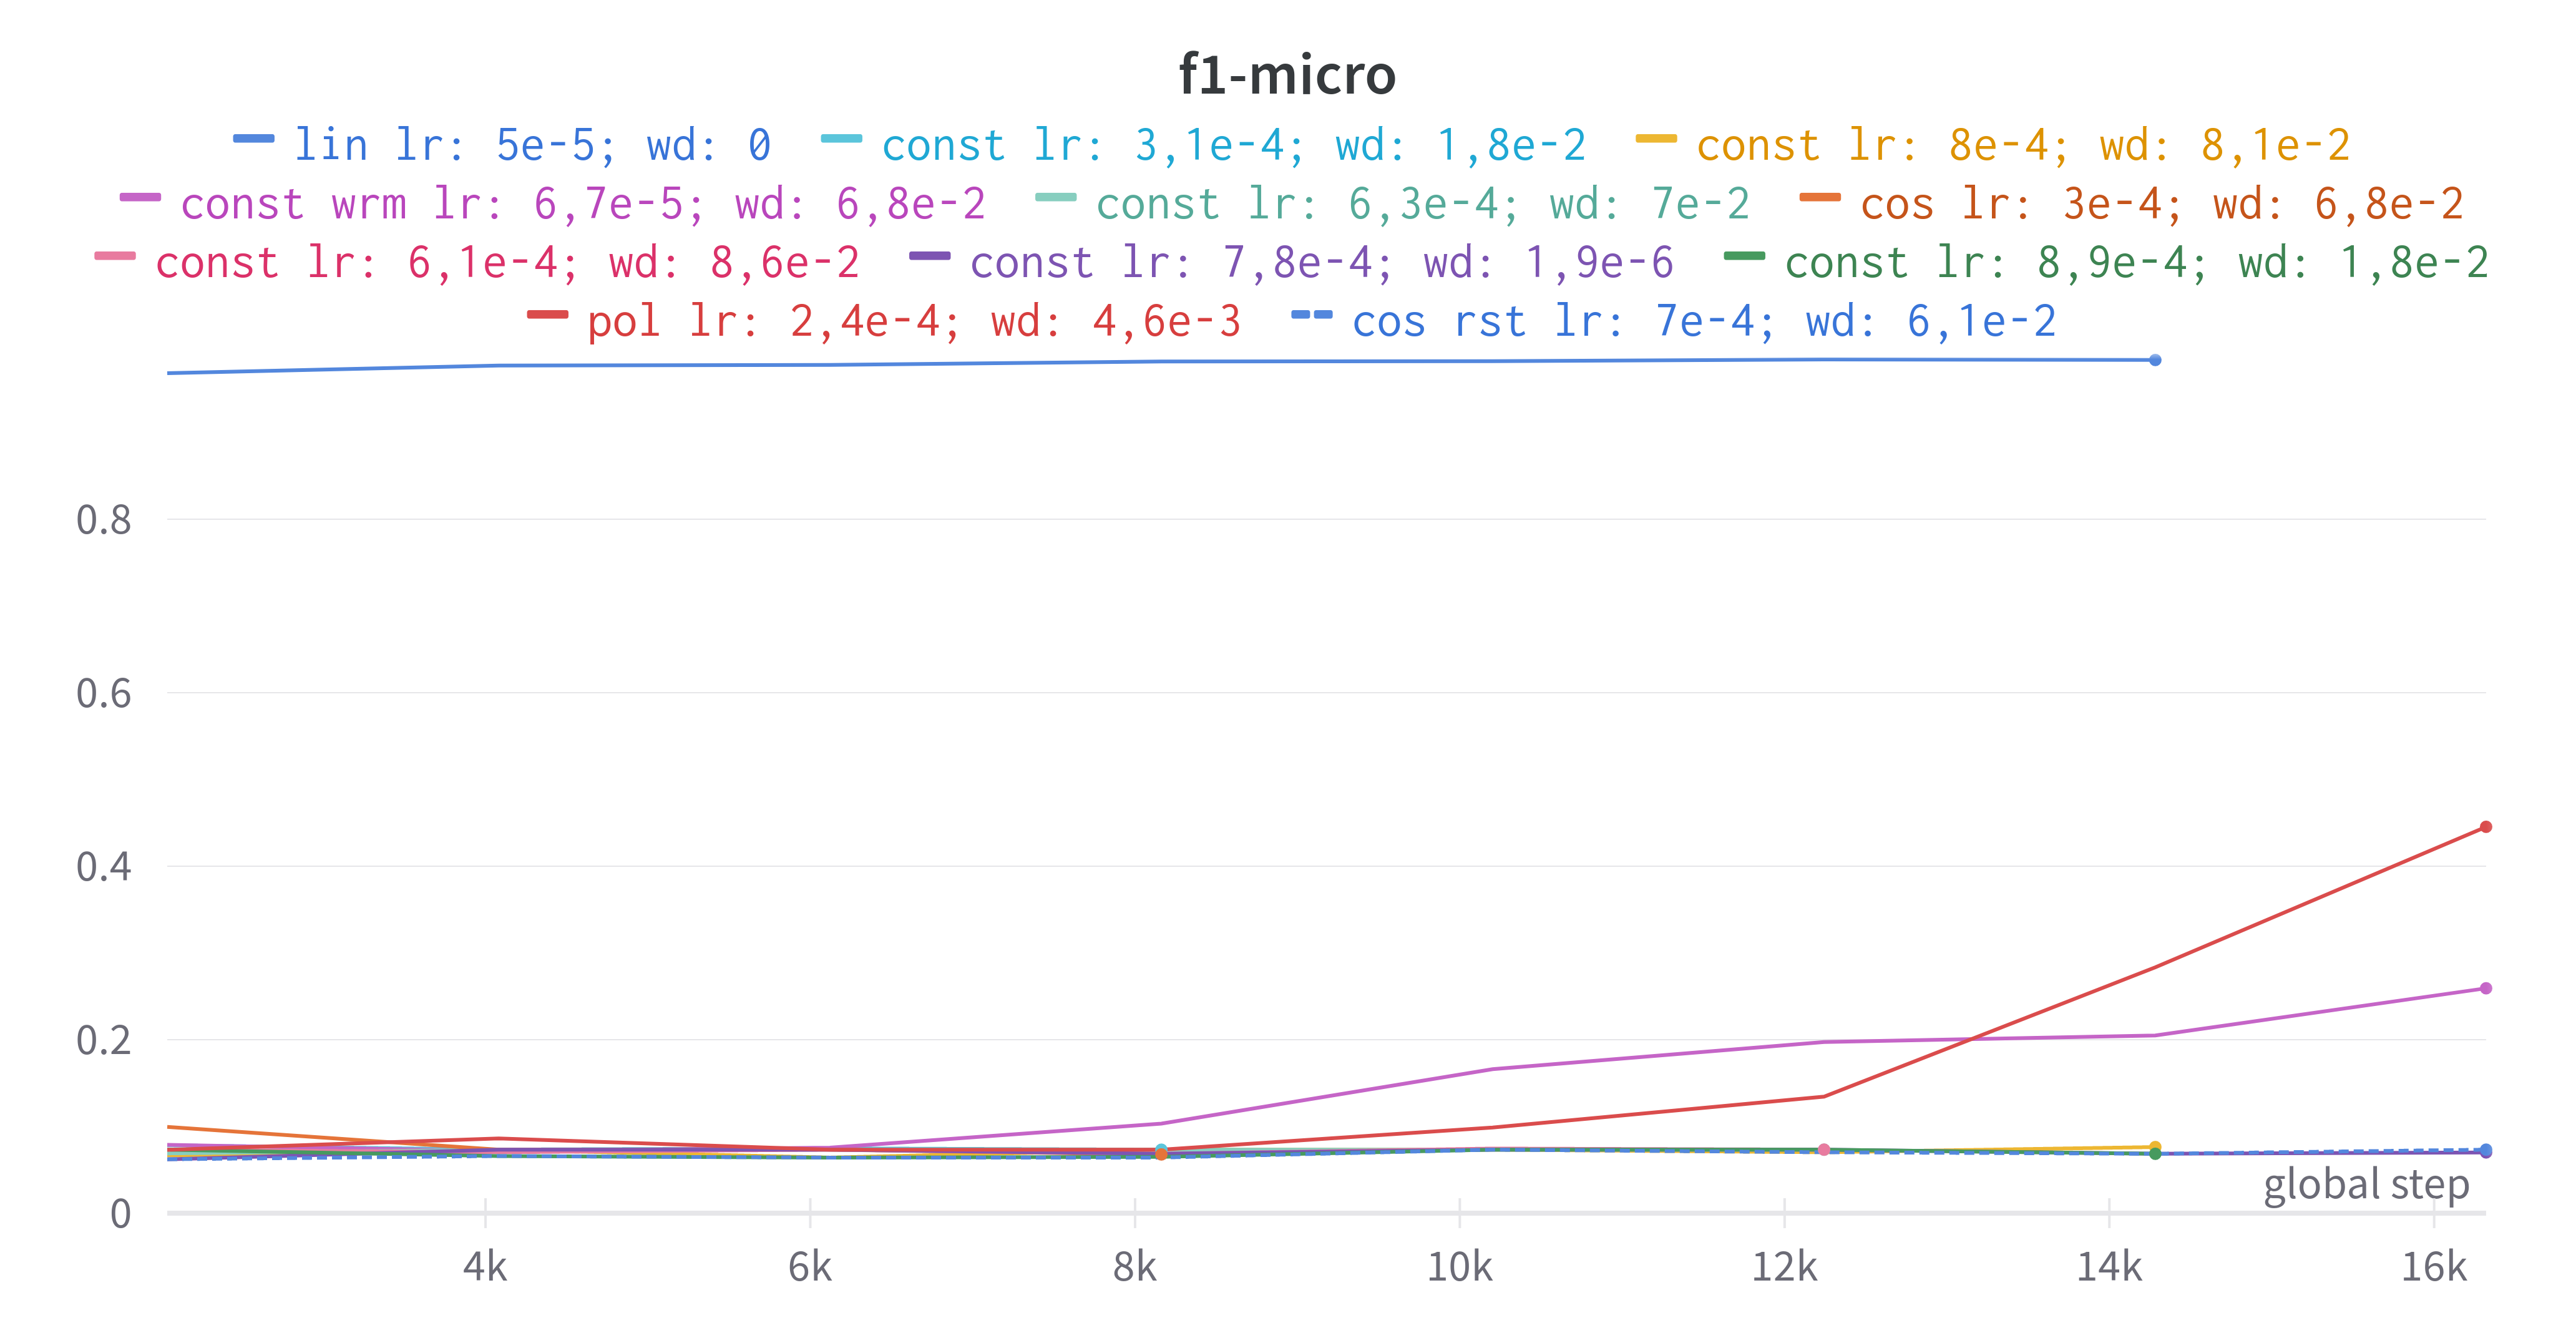 f1-micro
lin lr: 5e-5; wd: 0 const lr: 3,1e-4; wd: 1,8e-2 const lr: 8e-4; wd: 8,1e-2
const wrm lr: 6,7e-5; wd: 6,8e-2 const lr: 6,3e-4; wd: 7e-2 cos lr: 3e-4; wd: 6,8e-2
const lr: 6,1e-4; wd: 8,6e-2 const lr: 7,8e-4; wd: 1,9e-6 const lr: 8,9e-4; wd: 1,8e-2
pol lr: 2,4e-4; wd: 4,6e-3 cos rst lr: 7e-4; wd: 6,1e-2
0.8
0.6
0.4
0.2
global step
0
4k 6k 8k 10k 12k 14k 16k